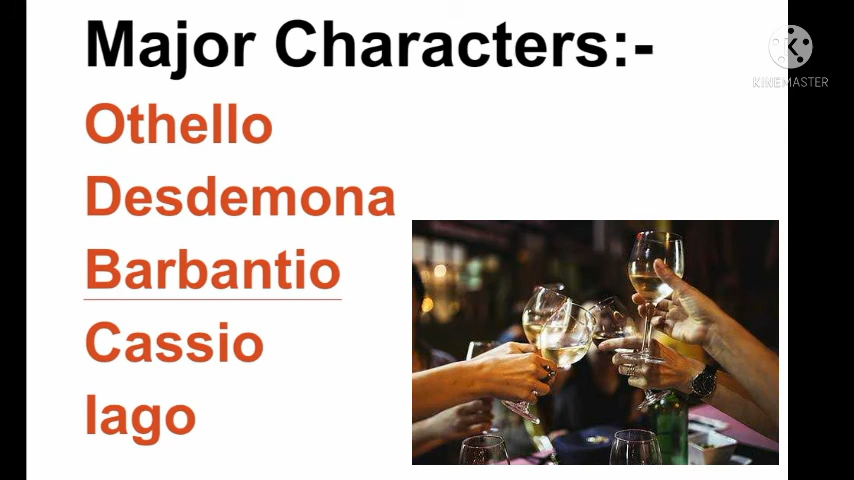 Major Characters:-
KINEMASTER
Othello
Desdemona
Barbantio
Cassio
Iago